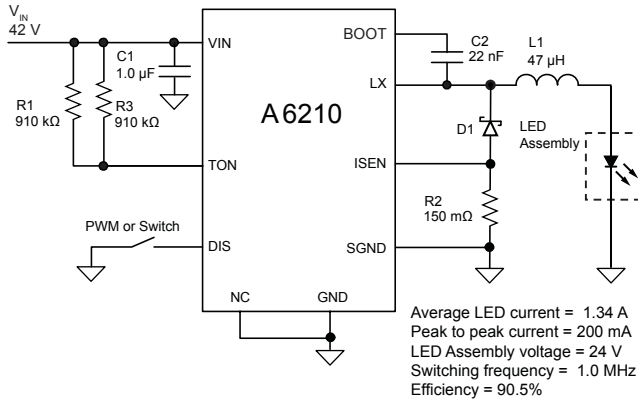 VIN
42 V
VIN
BOOT
C1
1.0 µF
C2
22 nF
L1
47 µH
LX
R1
910 kΩ
R3
910 kΩ
A6210
D1
LED
Assembly
TON
ISEN
R2
150 mΩ
PWM or Switch
DIS
SGND
NC
GND
Average LED current = 1.34 A
Peak to peak current = 200 mA
LED Assembly voltage = 24 V
Switching frequency = 1.0 MHz
Efficiency = 90.5%